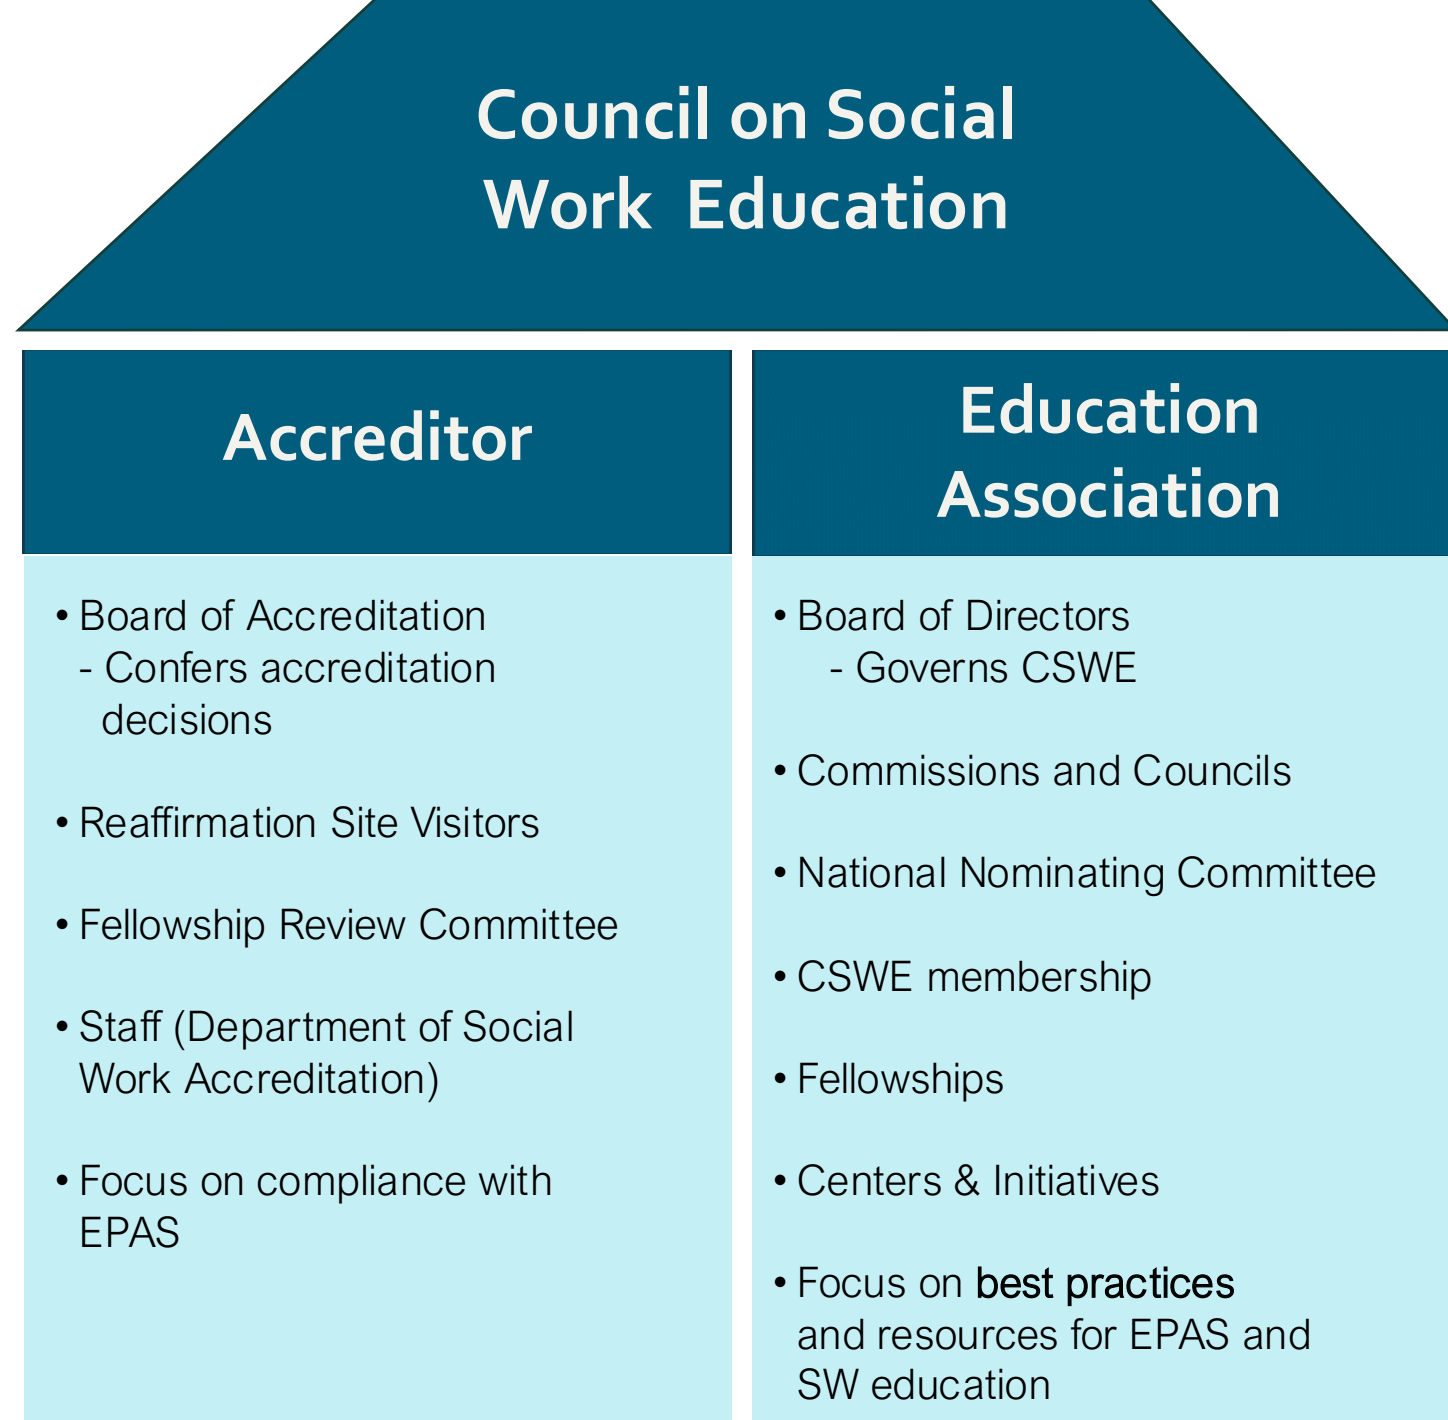 Council on Social
Work Education
Accreditor
• Board of Accreditation
- Confers accreditation
decisions
• Reaffirmation Site Visitors
• Fellowship Review Committee
• Staff (Department of Social
Work Accreditation)
• Focus on compliance with
EPAS
Education
Association
• Board of Directors
- Governs CSWE
• Commissions and Councils
• National Nominating Committee
• CSWE membership
• Fellowships
• Centers & Initiatives
• Focus on best practices
and resources for EPAS and
SW education